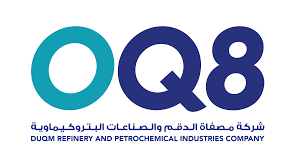 OQ8
شركة مصفاة الدقم والصناعات البتروكيماوية
DUQM REFINERY AND PETROCHEMICAL INDUSTRIES COMPANY